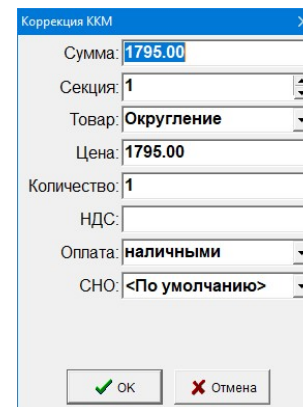 Коррекция ККМ
Сумма: 1795.00
Секция: 1
Товар: Округление
Цена: 1795.00
Количество: 1
НДС:
Оплата: наличными
СНО: <По умолчанию>
ОК Отмена